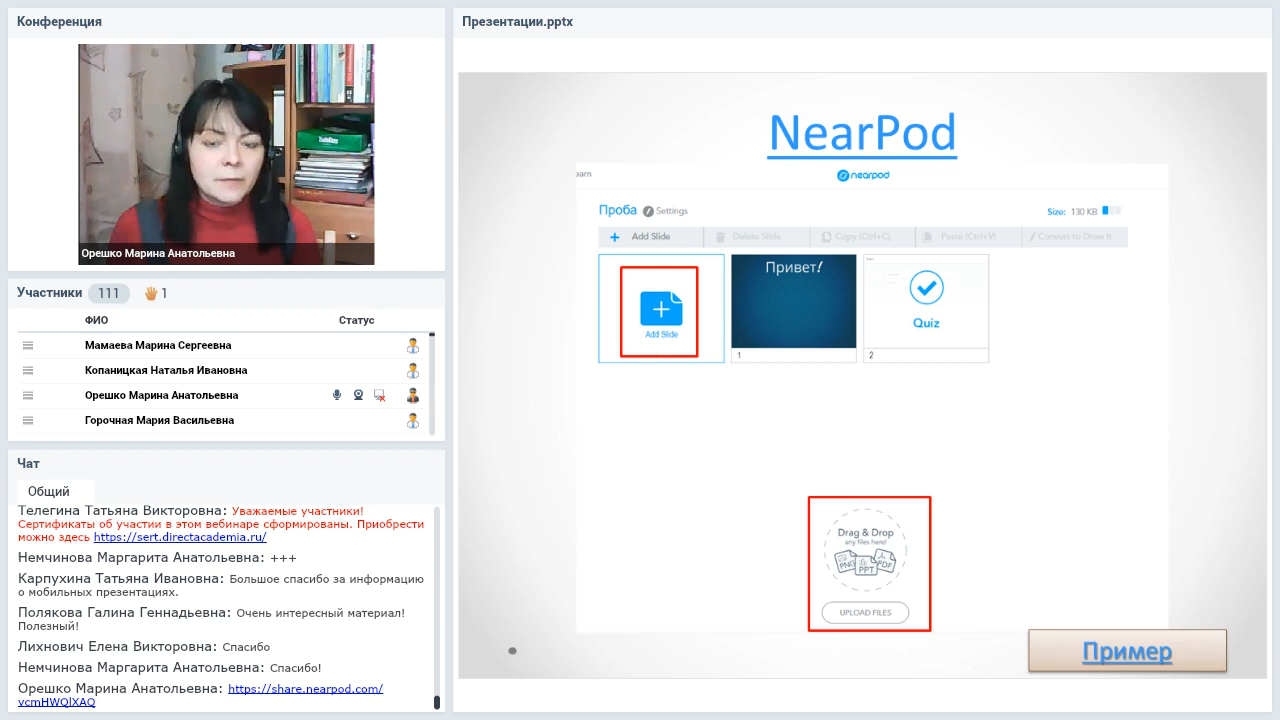 Конференция
Орешко Марина Анатольевна
Участники 111 1
ФИО Статус
Мамаева Марина Сергеевна
Копаницкая Наталья Ивановна
Орешко Марина Анатольевна
Горочная Мария Васильевна
Чат
Общий
Телегина Татьяна Викторовна: Уважаемые участники!
Сертификаты об участии в этом вебинаре сформированы. Приобрести
можно здесь https://sert.directacademia.ru/
Немчинова Маргарита Анатольевна: +++
Карпухина Татьяна Ивановна: Большое спасибо за информацию
о мобильных презентациях.
Полякова Галина Геннадьевна: Очень интересный материал!
Полезный!
Лихнович Елена Викторовна: Спасибо
Немчинова Маргарита Анатольевна: Спасибо!
Орешко Марина Анатольевна: https://share.nearpod.com/
vcmHWQlXAQ
Презентации.pptx
NearPod
earn nearpod
Проба Settings Size: 130 KB
Add Slide Delete Slide Copy (Ctrl+C) Paste (Ctrl+V) Convert to Draw It
Add Slide
Привет!
1
Quiz
2
Drag & Drop
any files here!
PNG PPT PDF
UPLOAD FILES
Пример